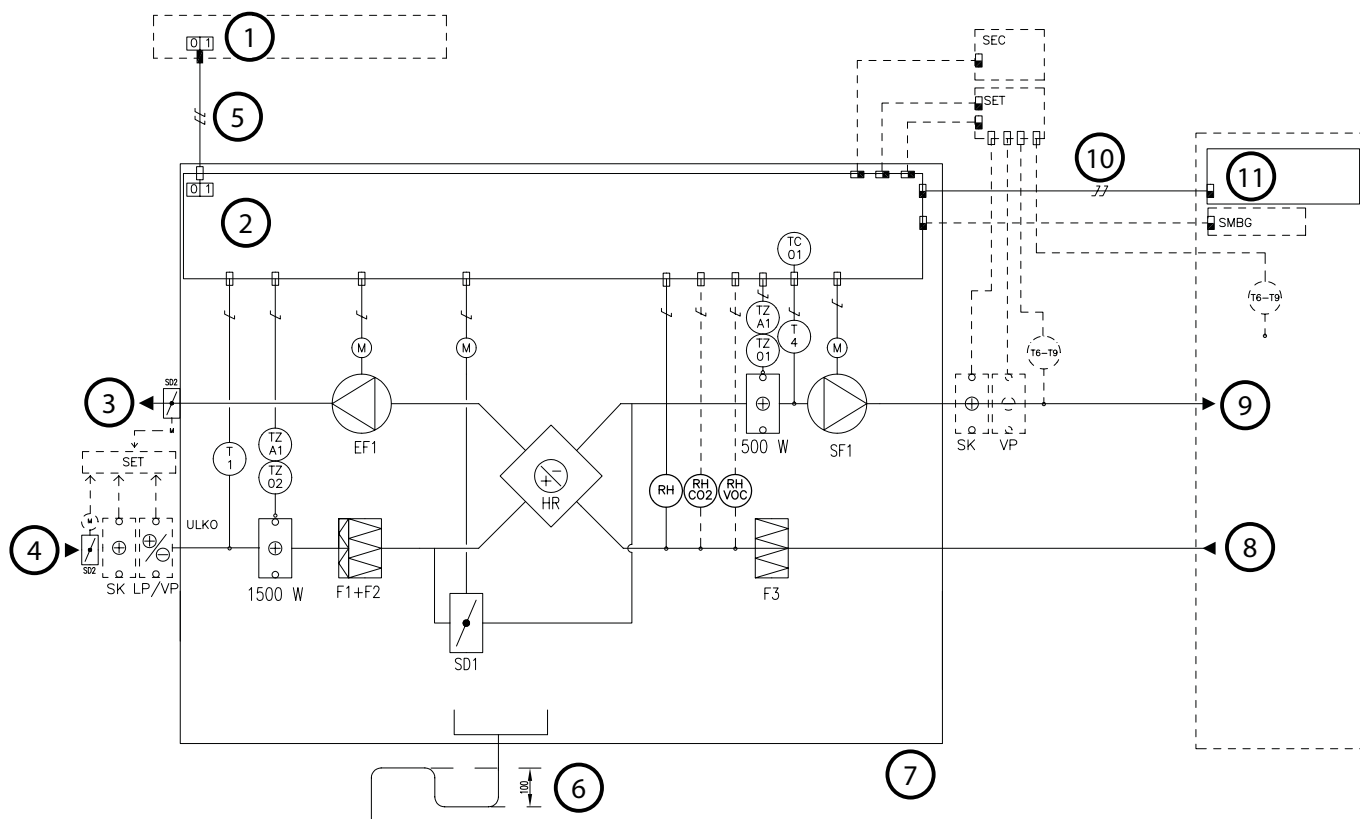 1
0 1
SEC
5
SET
10
11
0 1
2
SMBG
TC
01
T6-T9
TZ
A1
TZ
01
T
4
M
M
M
T6-T9
SD2
3
9
M
EF1
500 W
SF1
SK
VP
SET
T
1
TZ
A1
TZ
02
+/-
HR
RH
RH
CO2
RH
VOC
M
ULKO
4
8
SD2
SK
LP/VP
1500 W
F1+F2
F3
SD1
100
6
7